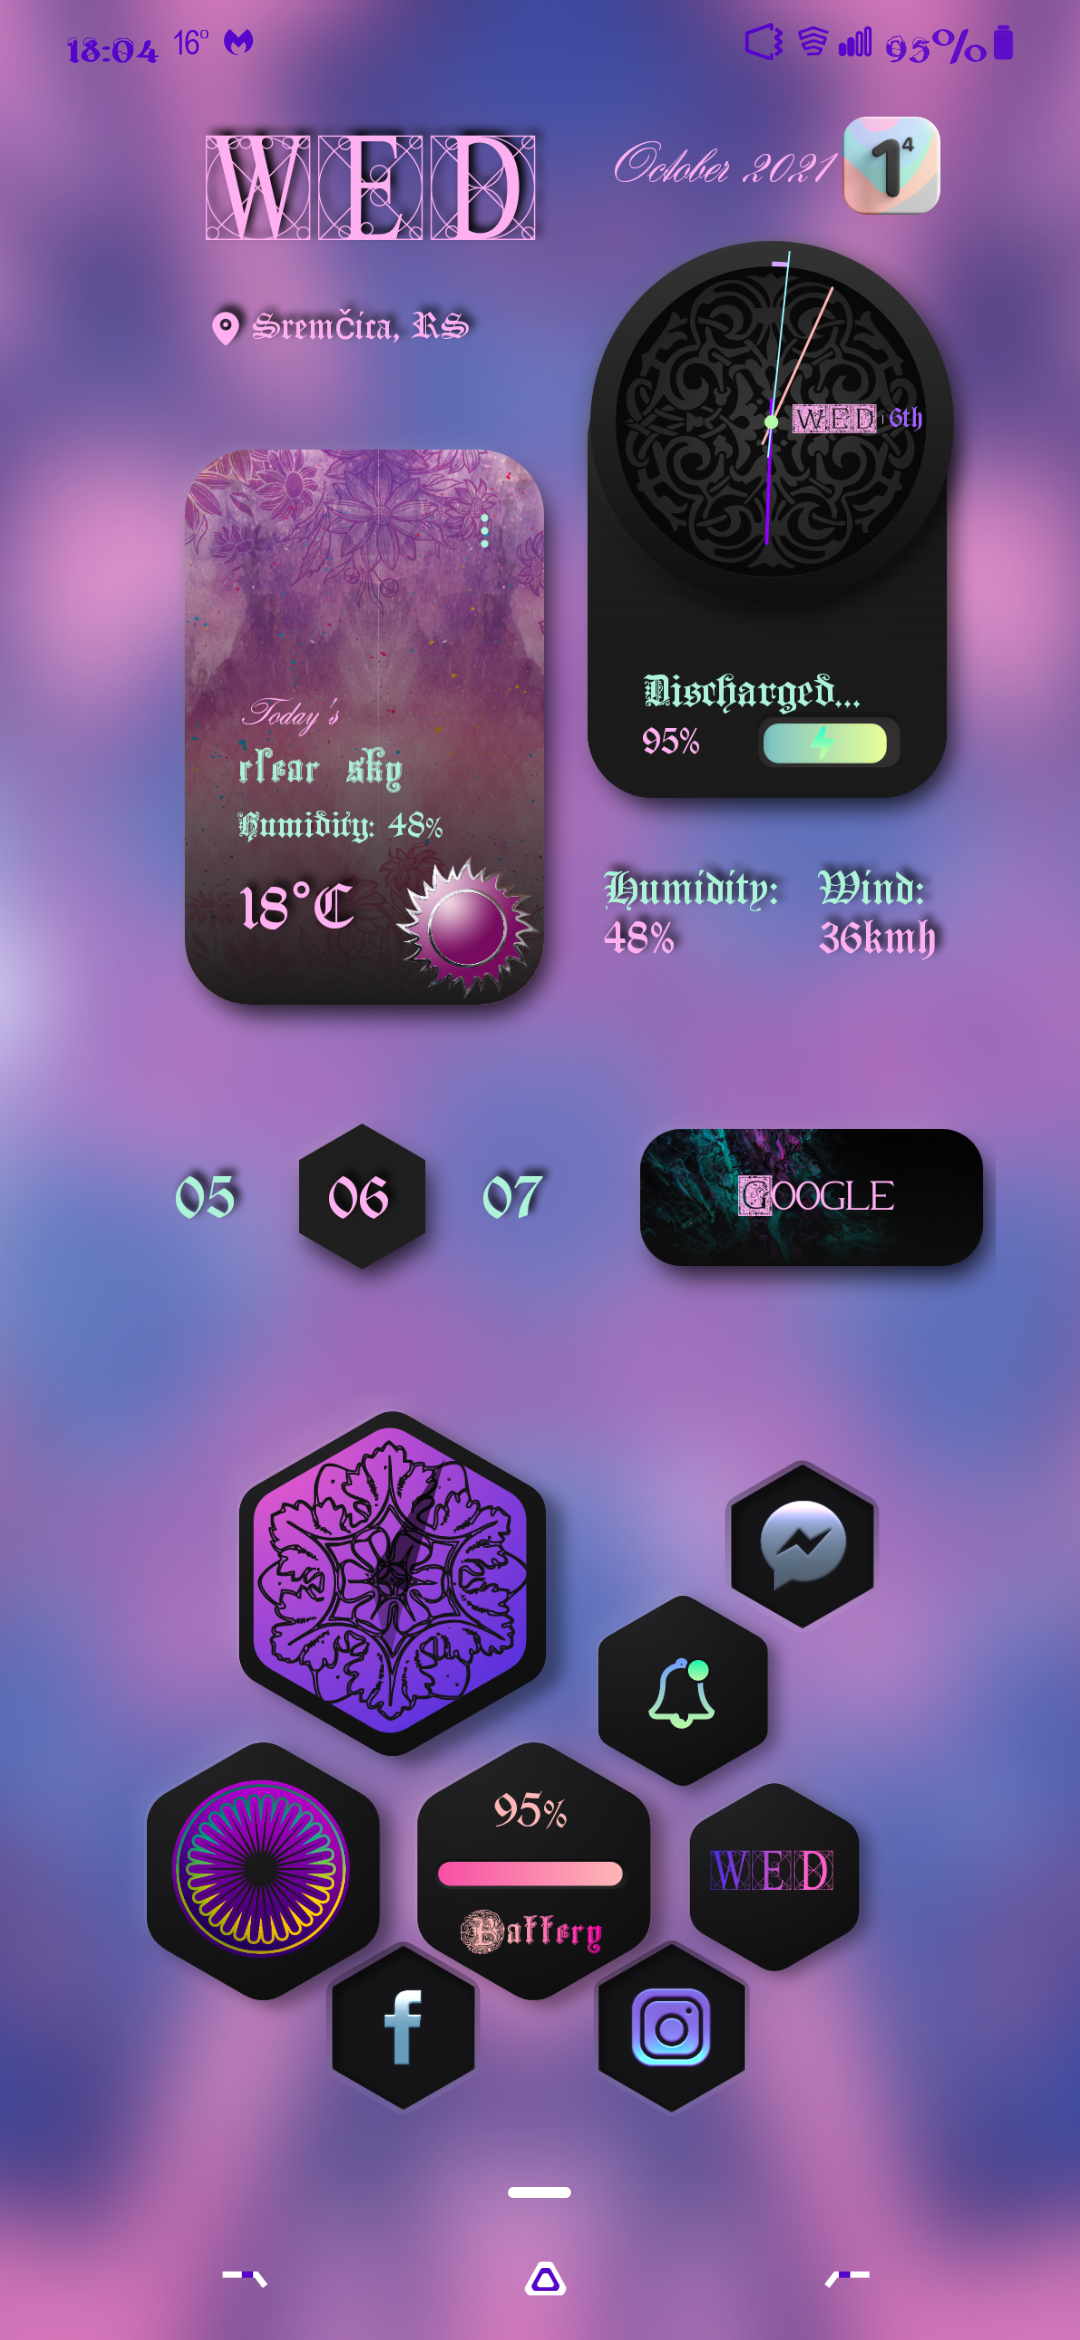 18:04 16° 95%
WED
October 2021 1⁴
Sremčica, RS
WED 6th
Discharged...
95%
Today's
clear sky
Humidity: 48%
18°C
Humidity: Wind:
48% 36kmh
05 06 07
GOOGLE
95%
Battery
WED